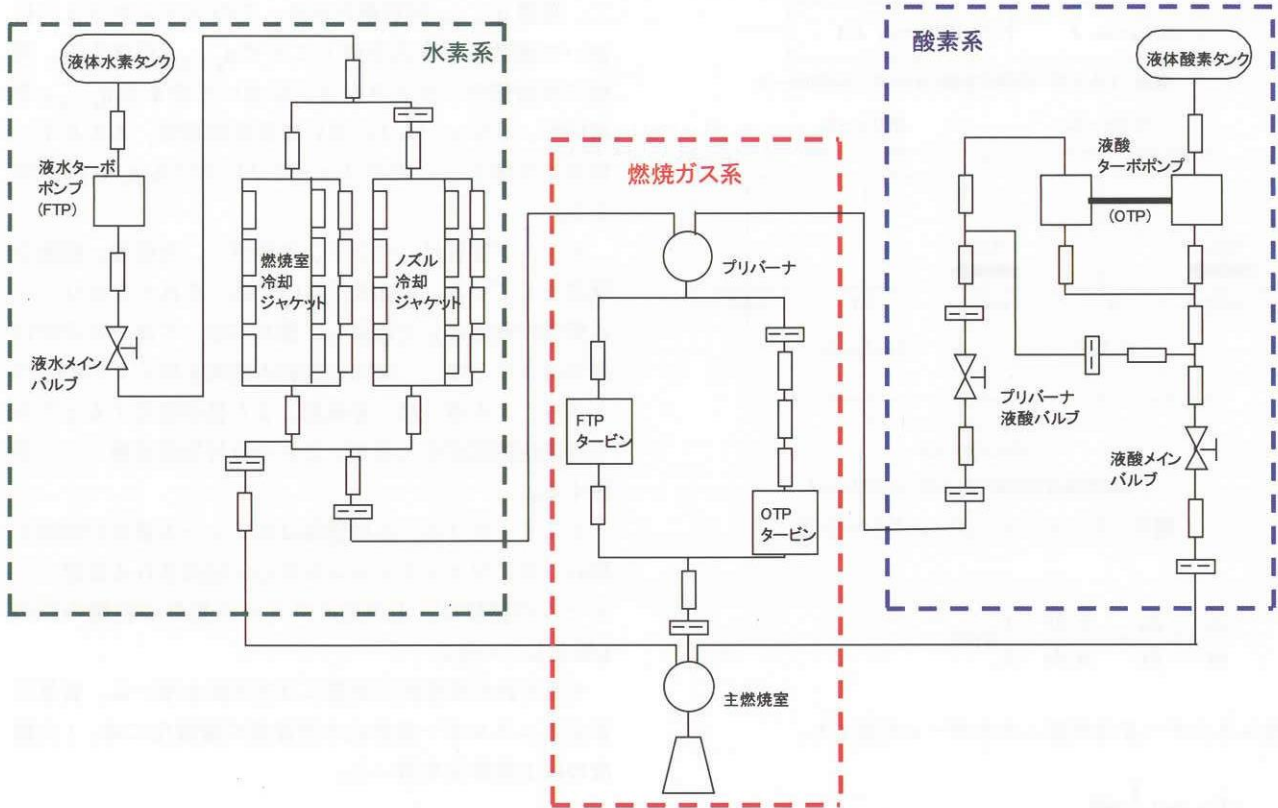 水素系
液体水素タンク
液水ターボ
ポンプ
(FTP)
液水メイン
バルブ
燃焼室
冷却
ジャケット
ノズル
冷却
ジャケット
燃焼ガス系
プリバーナ
FTP
タービン
OTP
タービン
主燃焼室
酸素系
液体酸素タンク
液酸
ターボポンプ
(OTP)
プリバーナ
液酸バルブ
液酸メイン
バルブ